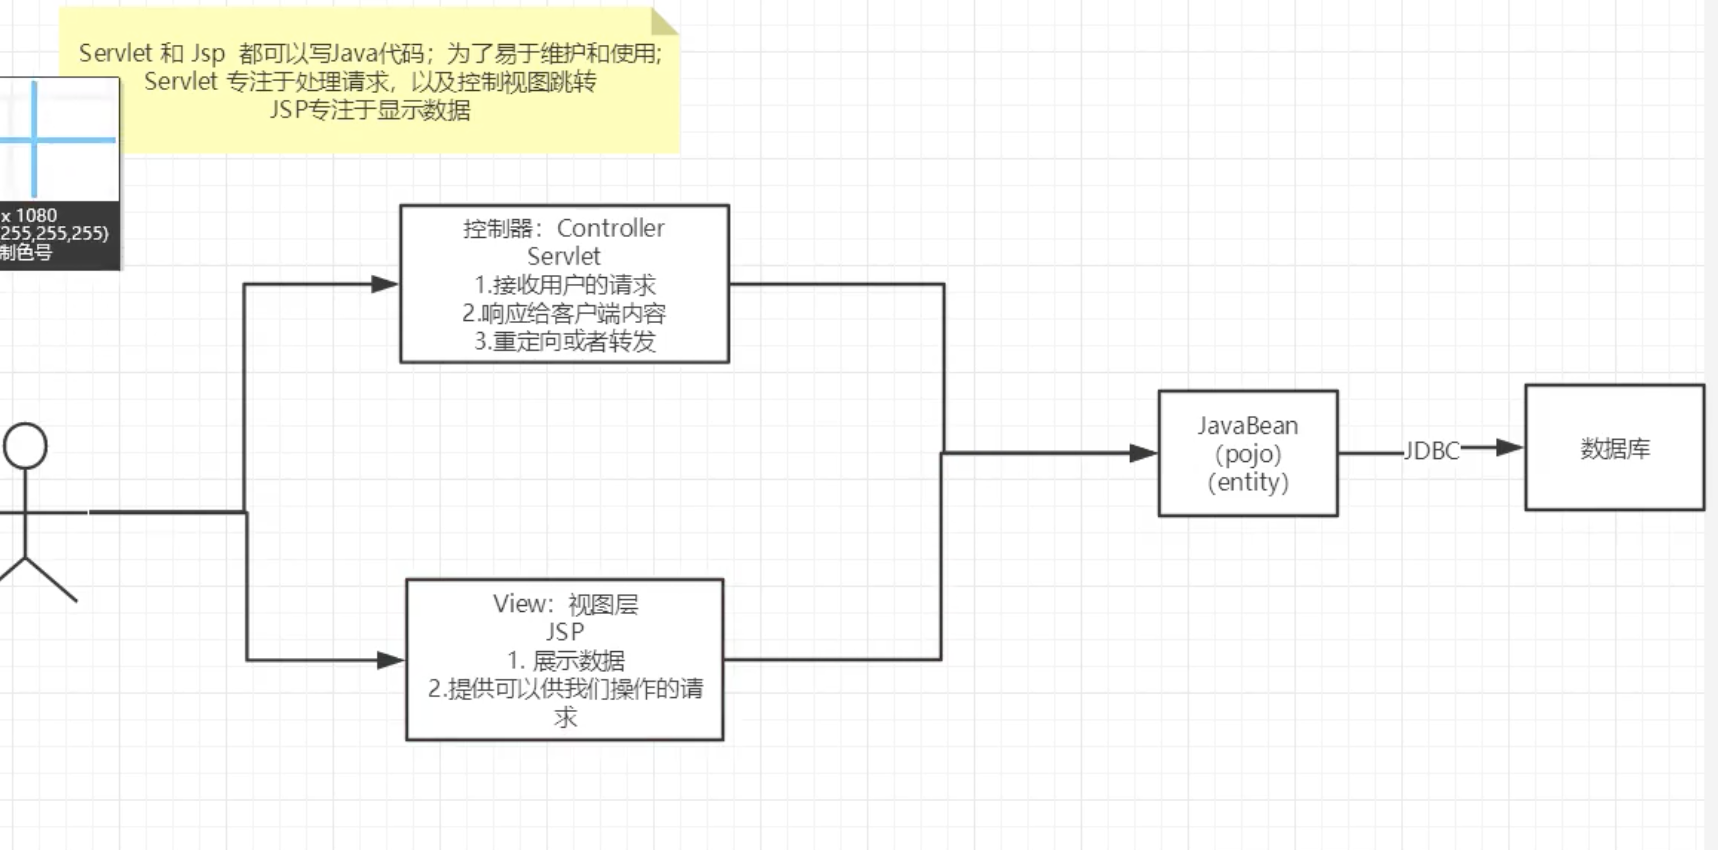 Servlet 和 Jsp 都可以写Java代码；为了易于维护和使用;
Servlet 专注于处理请求，以及控制视图跳转
JSP专注于显示数据
x 1080
255,255,255)
制色号
控制器：Controller
Servlet
1.接收用户的请求
2.响应给客户端内容
3.重定向或者转发
JavaBean
(pojo)
(entity)
JDBC
数据库
View：视图层
JSP
1. 展示数据
2.提供可以供我们操作的请
求